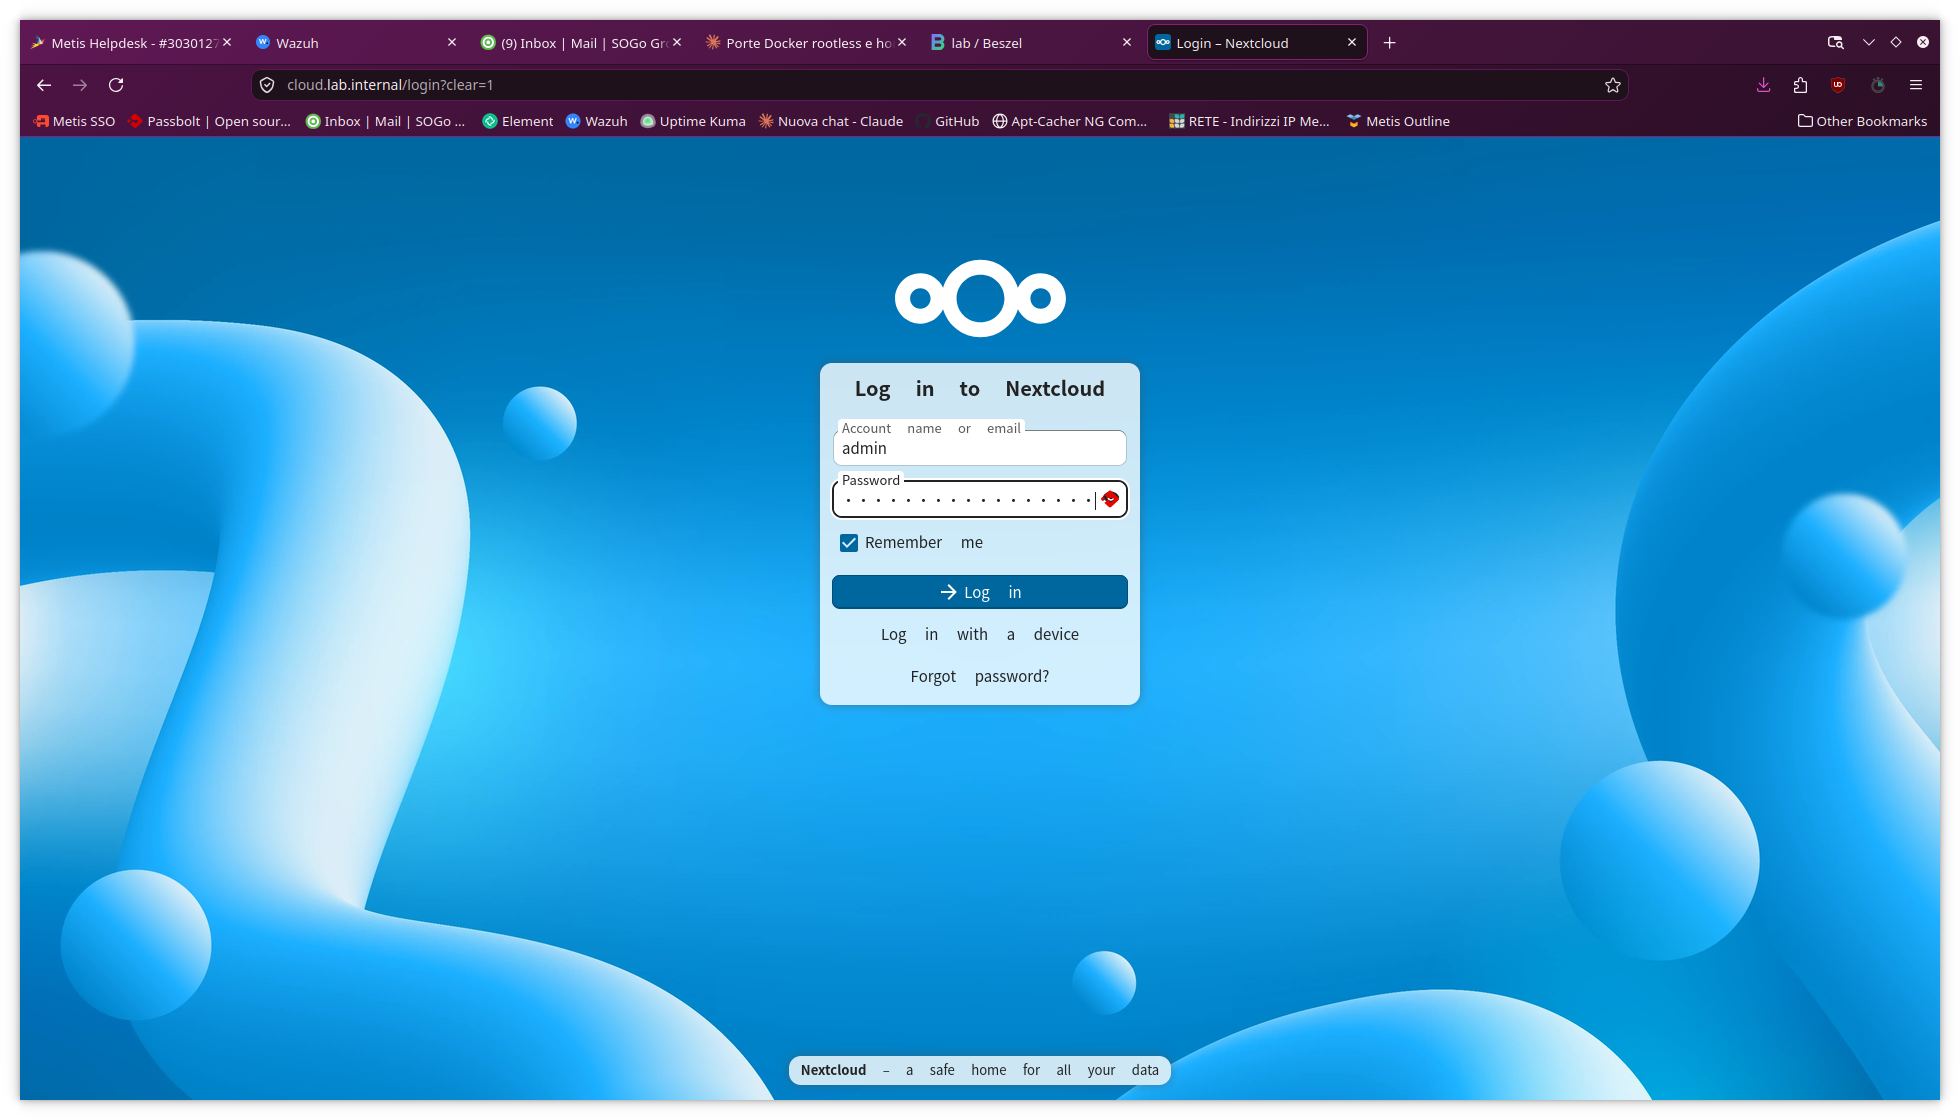 Metis Helpdesk - #3030127
Wazuh
(9) Inbox | Mail | SOGo Gro
Porte Docker rootless e ho
lab / Beszel
Login – Nextcloud
cloud.lab.internal/login?clear=1
Metis SSO
Passbolt | Open sour...
Inbox | Mail | SOGo ...
Element
Wazuh
Uptime Kuma
Nuova chat - Claude
GitHub
Apt-Cacher NG Com...
RETE - Indirizzi IP Me...
Metis Outline
Other Bookmarks
Log in to Nextcloud
Account name or email
admin
Password
Remember me
Log in
Log in with a device
Forgot password?
Nextcloud – a safe home for all your data